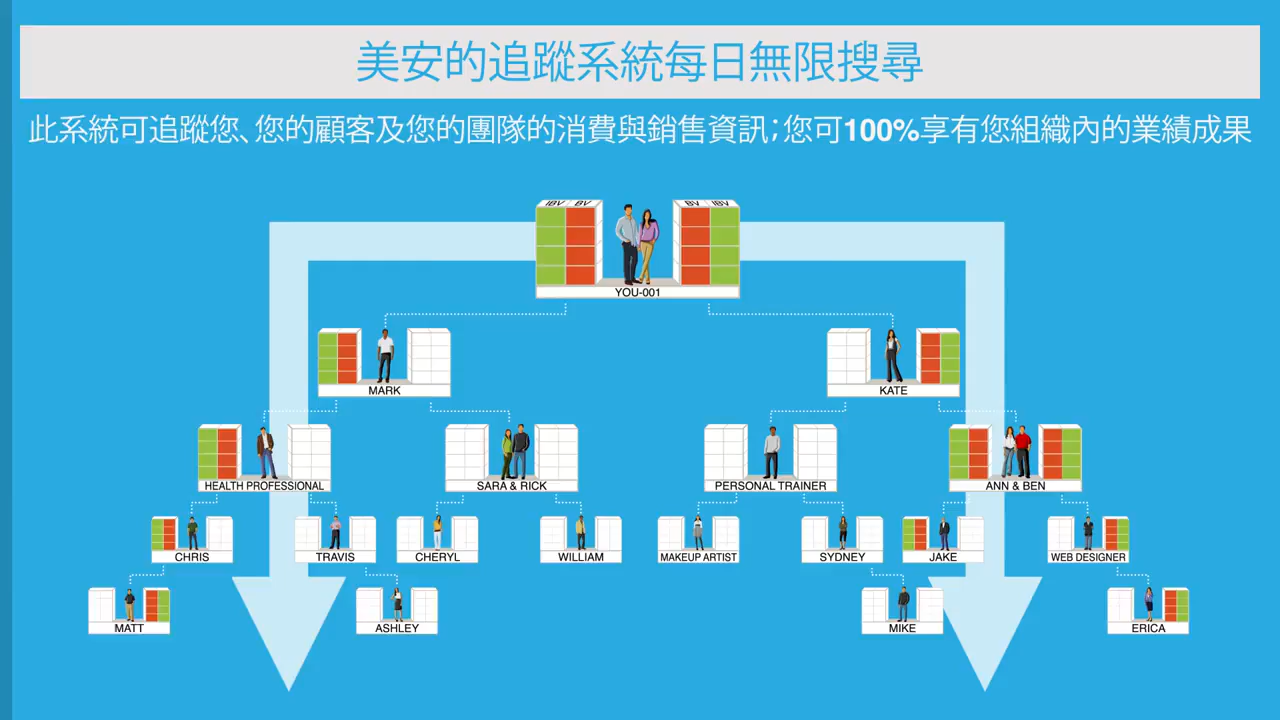 美安的追蹤系統每日無限搜尋
此系統可追蹤您、您的顧客及您的團隊的消費與銷售資訊；您可100%享有您組織內的業績成果
IBV BV BV IBV
YOU-001
MARK KATE
HEALTH PROFESSIONAL SARA & RICK PERSONAL TRAINER ANN & BEN
CHRIS TRAVIS CHERYL WILLIAM MAKEUP ARTIST SYDNEY JAKE WEB DESIGNER
MATT ASHLEY MIKE ERICA